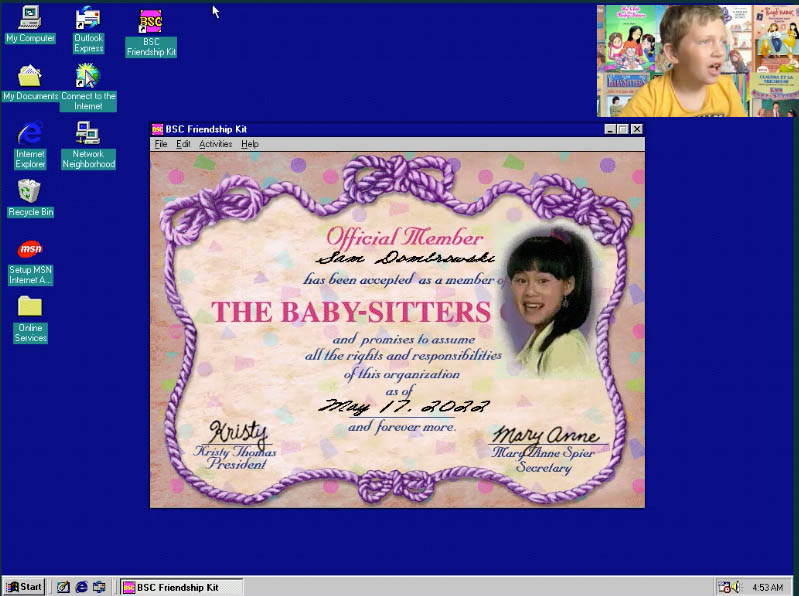 My Computer
Outlook
Express
BSC
Friendship Kit
My Documents
Connect to the
Internet
Internet
Explorer
Network
Neighborhood
Recycle Bin
msn
Setup MSN
Internet A...
Online
Services
BSC Friendship Kit
File Edit Activities Help
Official Member
Sam Dombrowski
has been accepted as a member o
THE BABY-SITTERS
and promises to assume
all the rights and responsibilities
of this organization
as of
May 17, 2022
and forever more.
Kristy
Kristy Thomas
President
Mary Anne
Mary Anne Spier
Secretary
Start
BSC Friendship Kit
4:53 AM